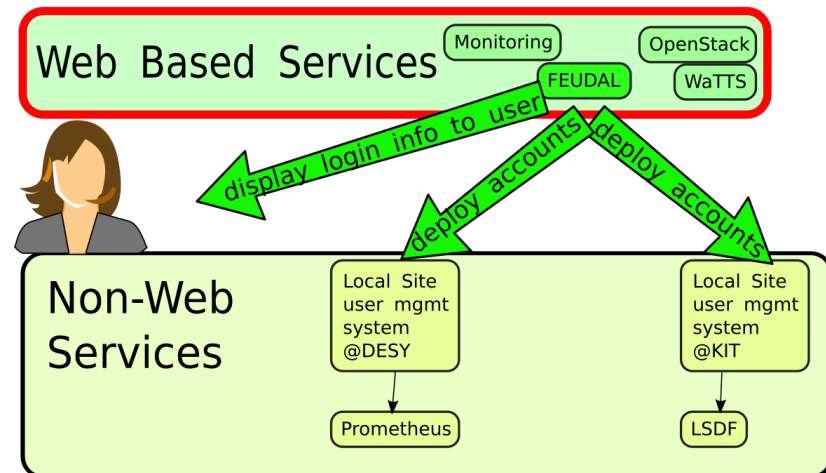 Web Based Services
Monitoring
OpenStack
FEUDAL
WaTTS
display login info to user
deploy accounts
deploy accounts
Non-Web
Services
Local Site
user mgmt
system
@DESY
Local Site
user mgmt
system
@KIT
Prometheus
LSDF